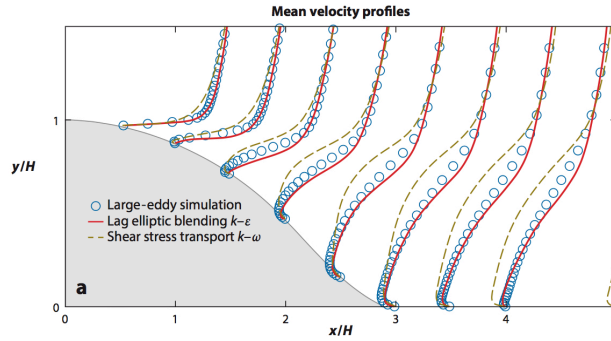 Mean velocity profiles
1
y/H
Large-eddy simulation
Lag elliptic blending k–ε
Shear stress transport k–ω
a
0
0 1 2 3 4
x/H